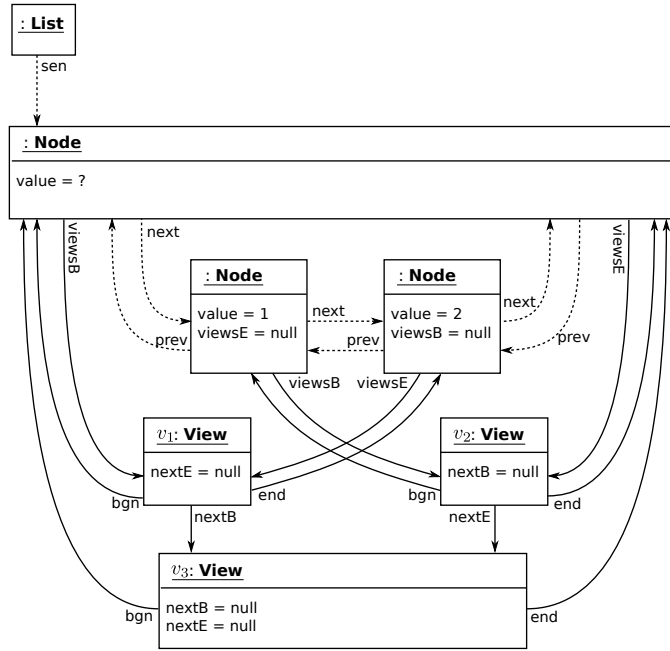 : List
sen
: Node
value = ?
viewsB
next
viewsE
: Node
: Node
value = 1
viewsE = null
next
value = 2
viewsB = null
next
prev
prev
prev
viewsB
viewsE
v1: View
v2: View
nextE = null
nextB = null
bgn
end
bgn
end
nextB
nextE
v3: View
nextB = null
nextE = null
bgn
end